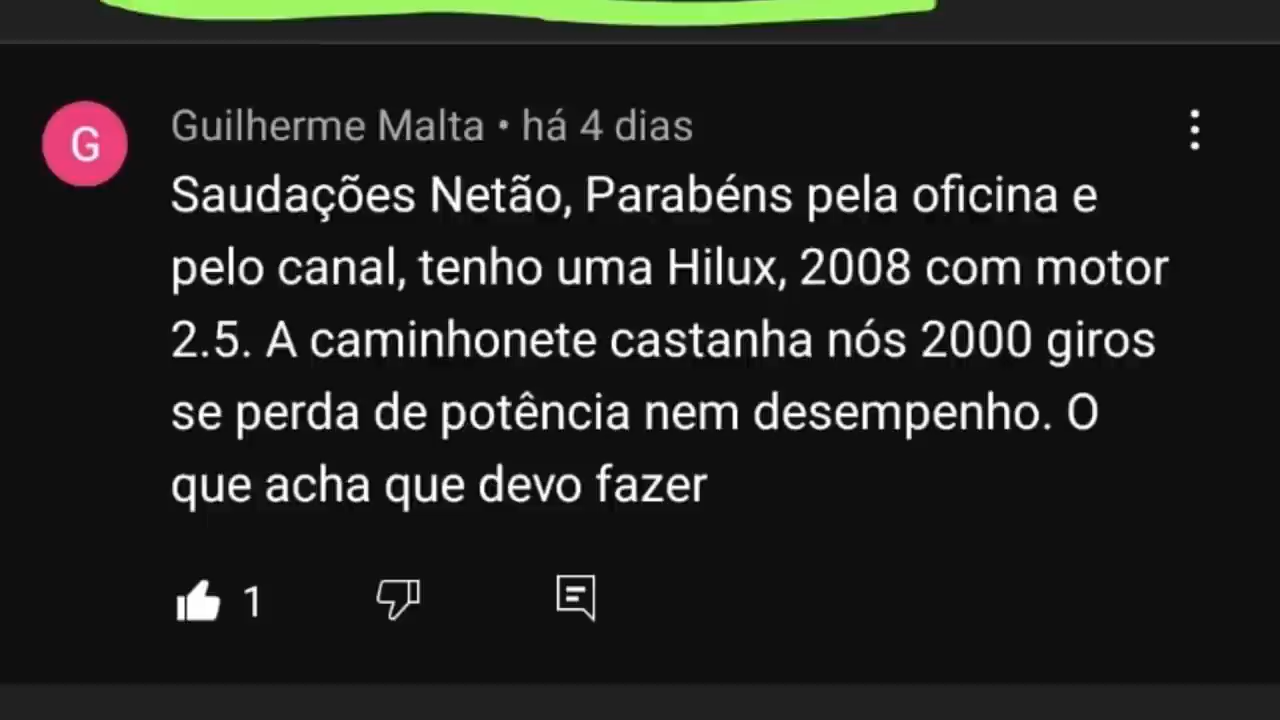 G
Guilherme Malta • há 4 dias
Saudações Netão, Parabéns pela oficina e
pelo canal, tenho uma Hilux, 2008 com motor
2.5. A caminhonete castanha nós 2000 giros
se perda de potência nem desempenho. O
que acha que devo fazer
1